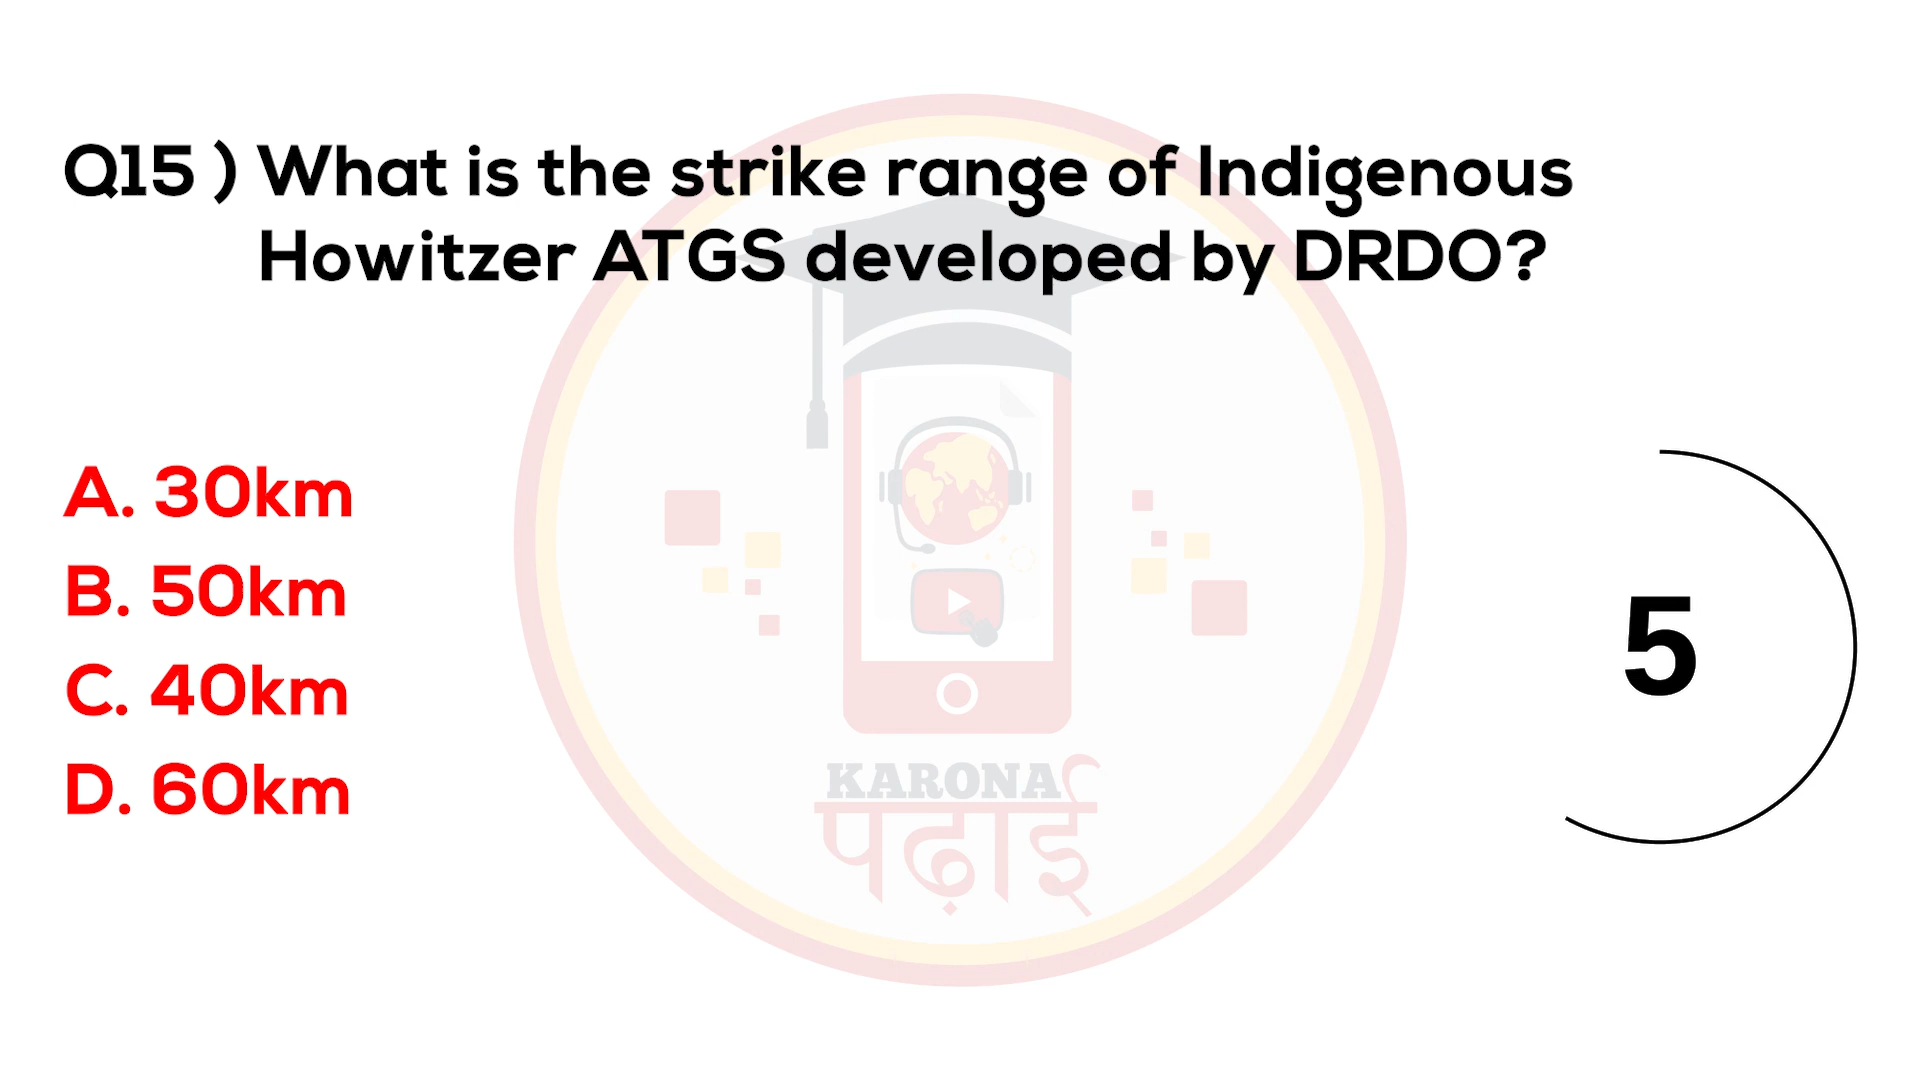 Q15 ) What is the strike range of Indigenous
Howitzer ATGS developed by DRDO?
A. 30km
B. 50km
C. 40km
D. 60km
5
KARONA
पढ़ाई